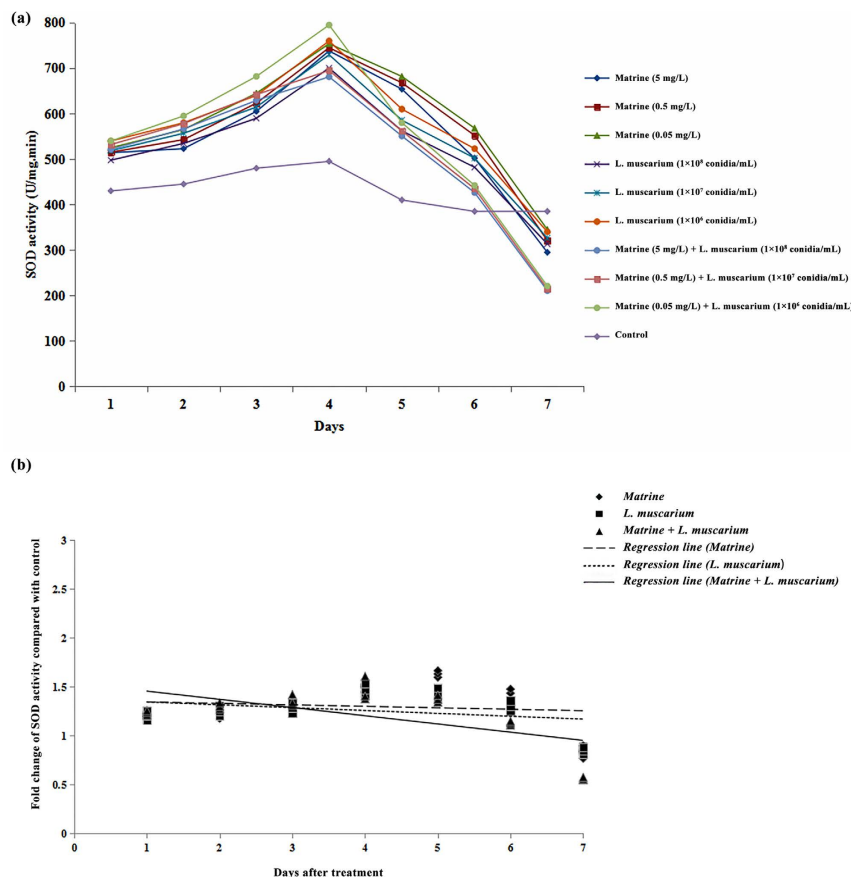 (a)
800
700
600
500
400
300
200
100
0
SOD activity (U/mg.min)
1 2 3 4 5 6 7
Days
Matrine (5 mg/L)
Matrine (0.5 mg/L)
Matrine (0.05 mg/L)
L. muscarium (1×10⁸ conidia/mL)
L. muscarium (1×10⁷ conidia/mL)
L. muscarium (1×10⁶ conidia/mL)
Matrine (5 mg/L) + L. muscarium (1×10⁸ conidia/mL)
Matrine (0.5 mg/L) + L. muscarium (1×10⁷ conidia/mL)
Matrine (0.05 mg/L) + L. muscarium (1×10⁶ conidia/mL)
Control
(b)
Matrine
L. muscarium
Matrine + L. muscarium
Regression line (Matrine)
Regression line (L. muscarium)
Regression line (Matrine + L. muscarium)
3
2.5
2
1.5
1
0.5
0
Fold change of SOD activity compared with control
0 1 2 3 4 5 6 7
Days after treatment